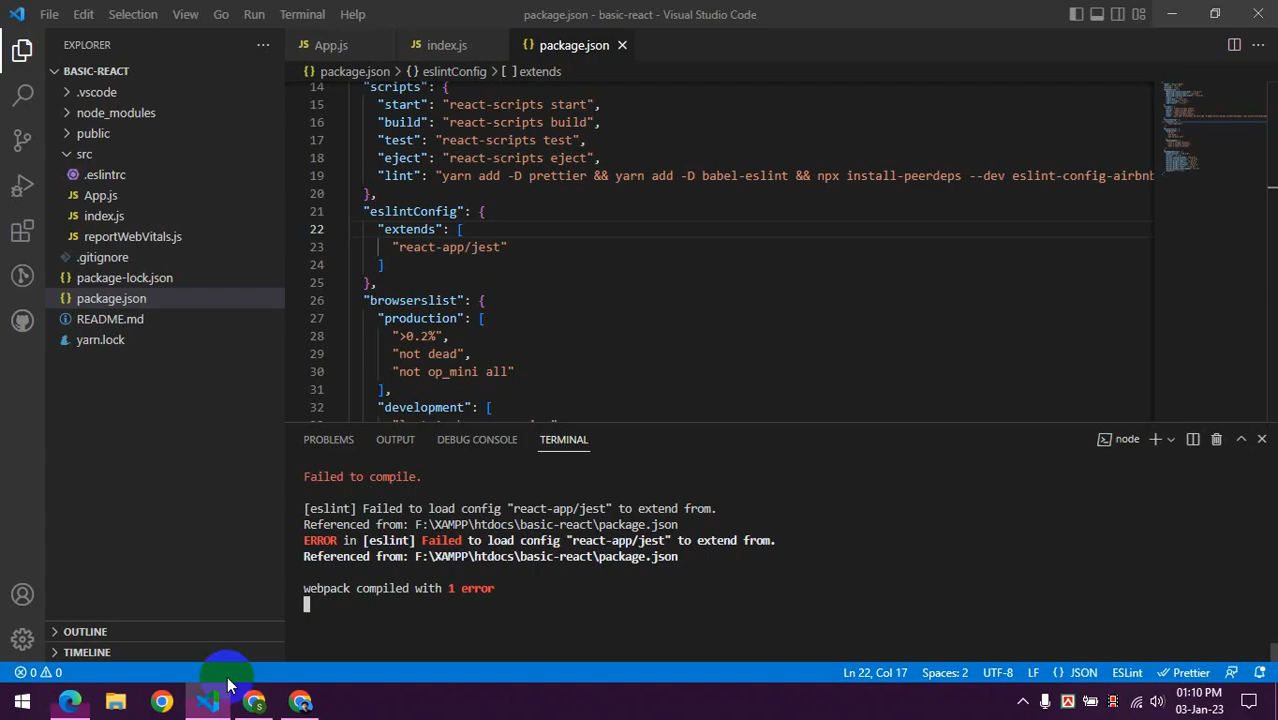 File Edit Selection View Go Run Terminal Help package.json - basic-react - Visual Studio Code
EXPLORER
App.js
index.js
package.json
package.json > eslintConfig > [ ] extends
BASIC-REACT
.vscode
node_modules
public
src
.eslintrc
App.js
index.js
reportWebVitals.js
.gitignore
package-lock.json
package.json
README.md
yarn.lock
OUTLINE
TIMELINE
14 "scripts": {
15 "start": "react-scripts start",
16 "build": "react-scripts build",
17 "test": "react-scripts test",
18 "eject": "react-scripts eject",
19 "lint": "yarn add -D prettier && yarn add -D babel-eslint && npx install-peerdeps --dev eslint-config-airbnb
20 },
21 "eslintConfig": {
22 "extends": [
23 "react-app/jest"
24 ]
25 },
26 "browserslist": {
27 "production": [
28 ">0.2%",
29 "not dead",
30 "not op_mini all"
31 ],
32 "development": [
PROBLEMS OUTPUT DEBUG CONSOLE TERMINAL
node
Failed to compile.
[eslint] Failed to load config "react-app/jest" to extend from.
Referenced from: F:\XAMPP\htdocs\basic-react\package.json
ERROR in [eslint] Failed to load config "react-app/jest" to extend from.
Referenced from: F:\XAMPP\htdocs\basic-react\package.json
webpack compiled with 1 error
0 0
Ln 22, Col 17 Spaces: 2 UTF-8 LF {} JSON ESLint Prettier
01:10 PM
03-Jan-23